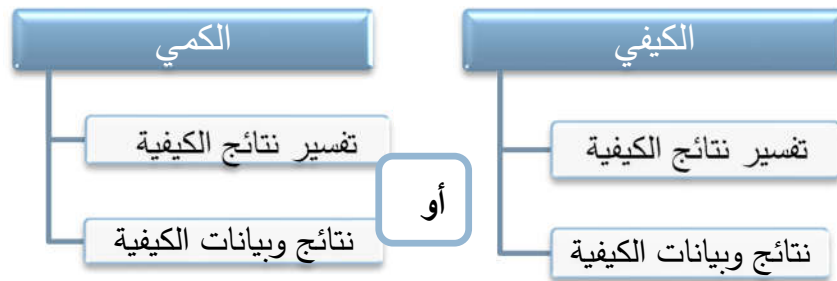 الكيفي
تفسير نتائج الكيفية
نتائج وبيانات الكيفية
أو
الكمي
تفسير نتائج الكيفية
نتائج وبيانات الكيفية